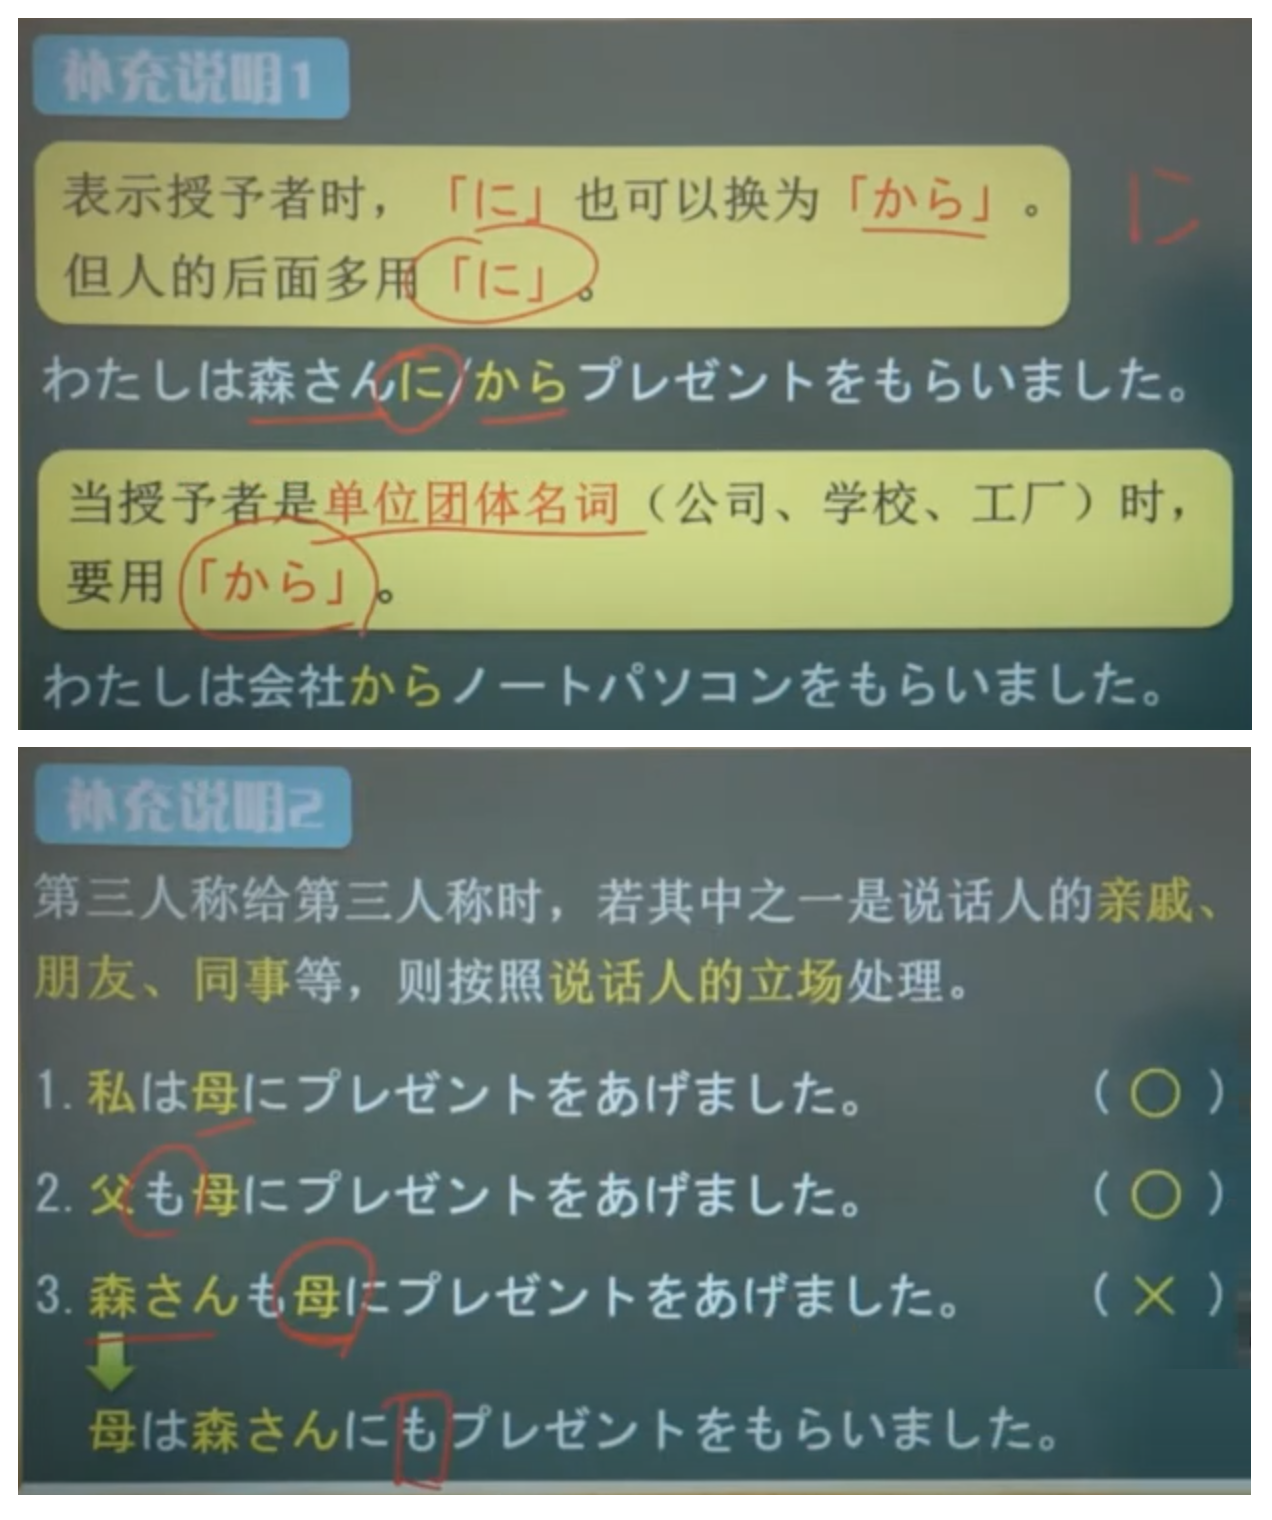 补充说明1
表示授予者时，「に」也可以换为「から」。
但人的后面多用「に」。
に
わたしは森さんに/からプレゼントをもらいました。
当授予者是单位团体名词（公司、学校、工厂）时，
要用「から」。
わたしは会社からノートパソコンをもらいました。
补充说明2
第三人称给第三人称时，若其中之一是说话人的亲戚、
朋友、同事等，则按照说话人的立场处理。
1. 私は母にプレゼントをあげました。 （ ○ ）
2. 父も母にプレゼントをあげました。 （ ○ ）
3. 森さんも母にプレゼントをあげました。 （ × ）
母は森さんにもプレゼントをもらいました。